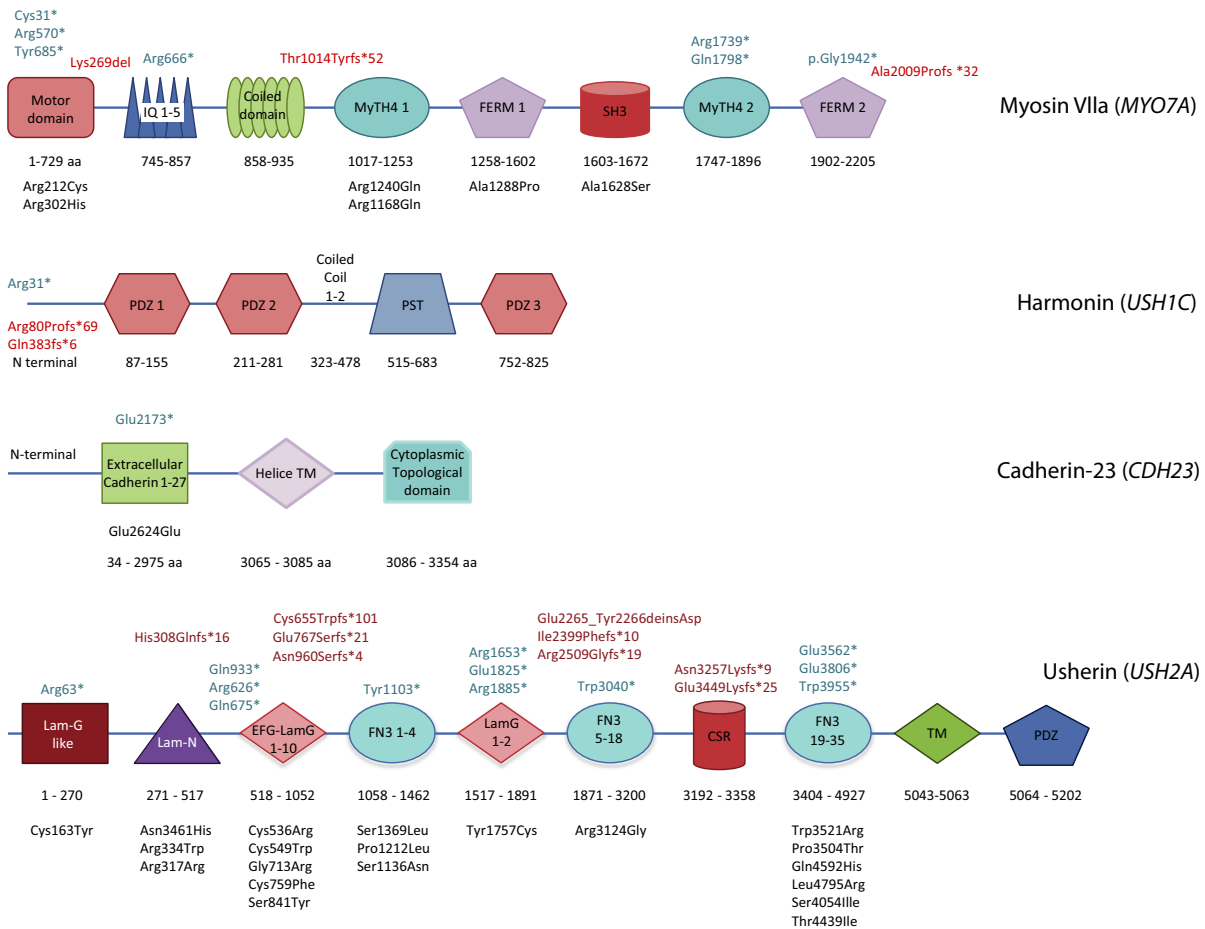 Cys31*
Arg570*
Tyr685*
Lys269del
Arg666*
Thr1014Tyrfs*52
Arg1739*
Gln1798*
p.Gly1942*
Ala2009Profs *32
Motor
domain
IQ 1-5
Coiled
domain
MyTH4 1
FERM 1
SH3
MyTH4 2
FERM 2
Myosin VIIa (MYO7A)
1-729 aa
745-857
858-935
1017-1253
1258-1602
1603-1672
1747-1896
1902-2205
Arg212Cys
Arg302His
Arg1240Gln
Arg1168Gln
Ala1288Pro
Ala1628Ser
Arg31*
Coiled
Coil
1-2
PDZ 1
PDZ 2
PST
PDZ 3
Harmonin (USH1C)
Arg80Profs*69
Gln383fs*6
N terminal
87-155
211-281
323-478
515-683
752-825
Glu2173*
N-terminal
Extracellular
Cadherin 1-27
Helice TM
Cytoplasmic
Topological
domain
Cadherin-23 (CDH23)
Glu2624Glu
34 - 2975 aa
3065 - 3085 aa
3086 - 3354 aa
His308Glnfs*16
Cys655Trpfs*101
Glu767Serfs*21
Asn960Serfs*4
Gln933*
Arg626*
Gln675*
Glu2265_Tyr2266deinsAsp
Ile2399Phefs*10
Arg2509Glyfs*19
Arg1653*
Glu1825*
Arg1885*
Asn3257Lysfs*9
Glu3449Lysfs*25
Glu3562*
Glu3806*
Trp3955*
Arg63*
Tyr1103*
Trp3040*
Usherin (USH2A)
Lam-G
like
Lam-N
EFG-LamG
1-10
FN3 1-4
LamG
1-2
FN3
5-18
CSR
FN3
19-35
TM
PDZ
1 - 270
271 - 517
518 - 1052
1058 - 1462
1517 - 1891
1871 - 3200
3192 - 3358
3404 - 4927
5043-5063
5064 - 5202
Cys163Tyr
Asn3461His
Arg334Trp
Arg317Arg
Cys536Arg
Cys549Trp
Gly713Arg
Cys759Phe
Ser841Tyr
Ser1369Leu
Pro1212Leu
Ser1136Asn
Tyr1757Cys
Arg3124Gly
Trp3521Arg
Pro3504Thr
Gln4592His
Leu4795Arg
Ser4054Ille
Thr4439Ile